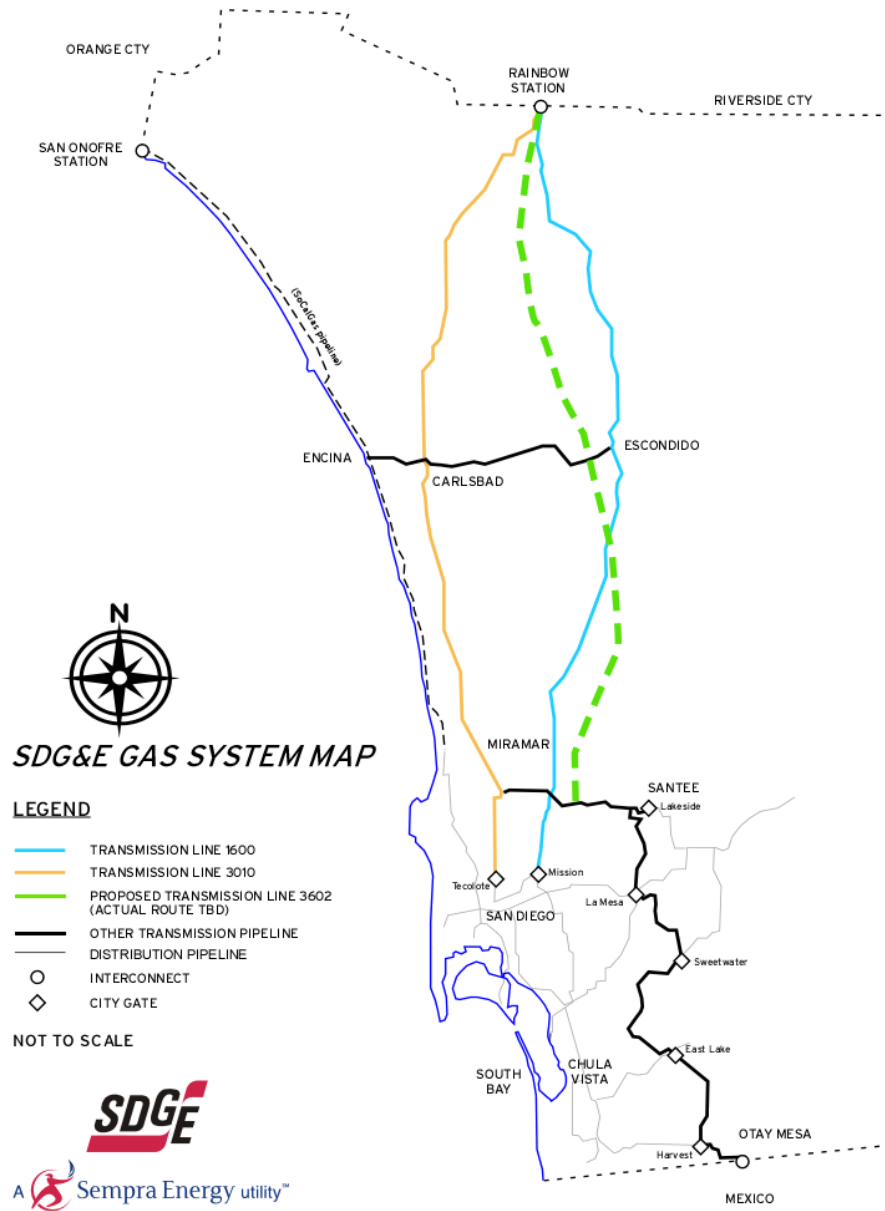 ORANGE CTY
RAINBOW
STATION
RIVERSIDE CTY
SAN ONOFRE
STATION
(SoCalGas pipeline)
ENCINA
ESCONDIDO
CARLSBAD
N
SDG&E GAS SYSTEM MAP
MIRAMAR
SANTEE
Lakeside
LEGEND
TRANSMISSION LINE 1600
TRANSMISSION LINE 3010
PROPOSED TRANSMISSION LINE 3602
(ACTUAL ROUTE TBD)
OTHER TRANSMISSION PIPELINE
DISTRIBUTION PIPELINE
INTERCONNECT
CITY GATE
NOT TO SCALE
Tecolote
Mission
La Mesa
SAN DIEGO
Sweetwater
East Lake
SOUTH
BAY
CHULA
VISTA
OTAY MESA
Harvest
MEXICO
SDGE
A Sempra Energy utility™